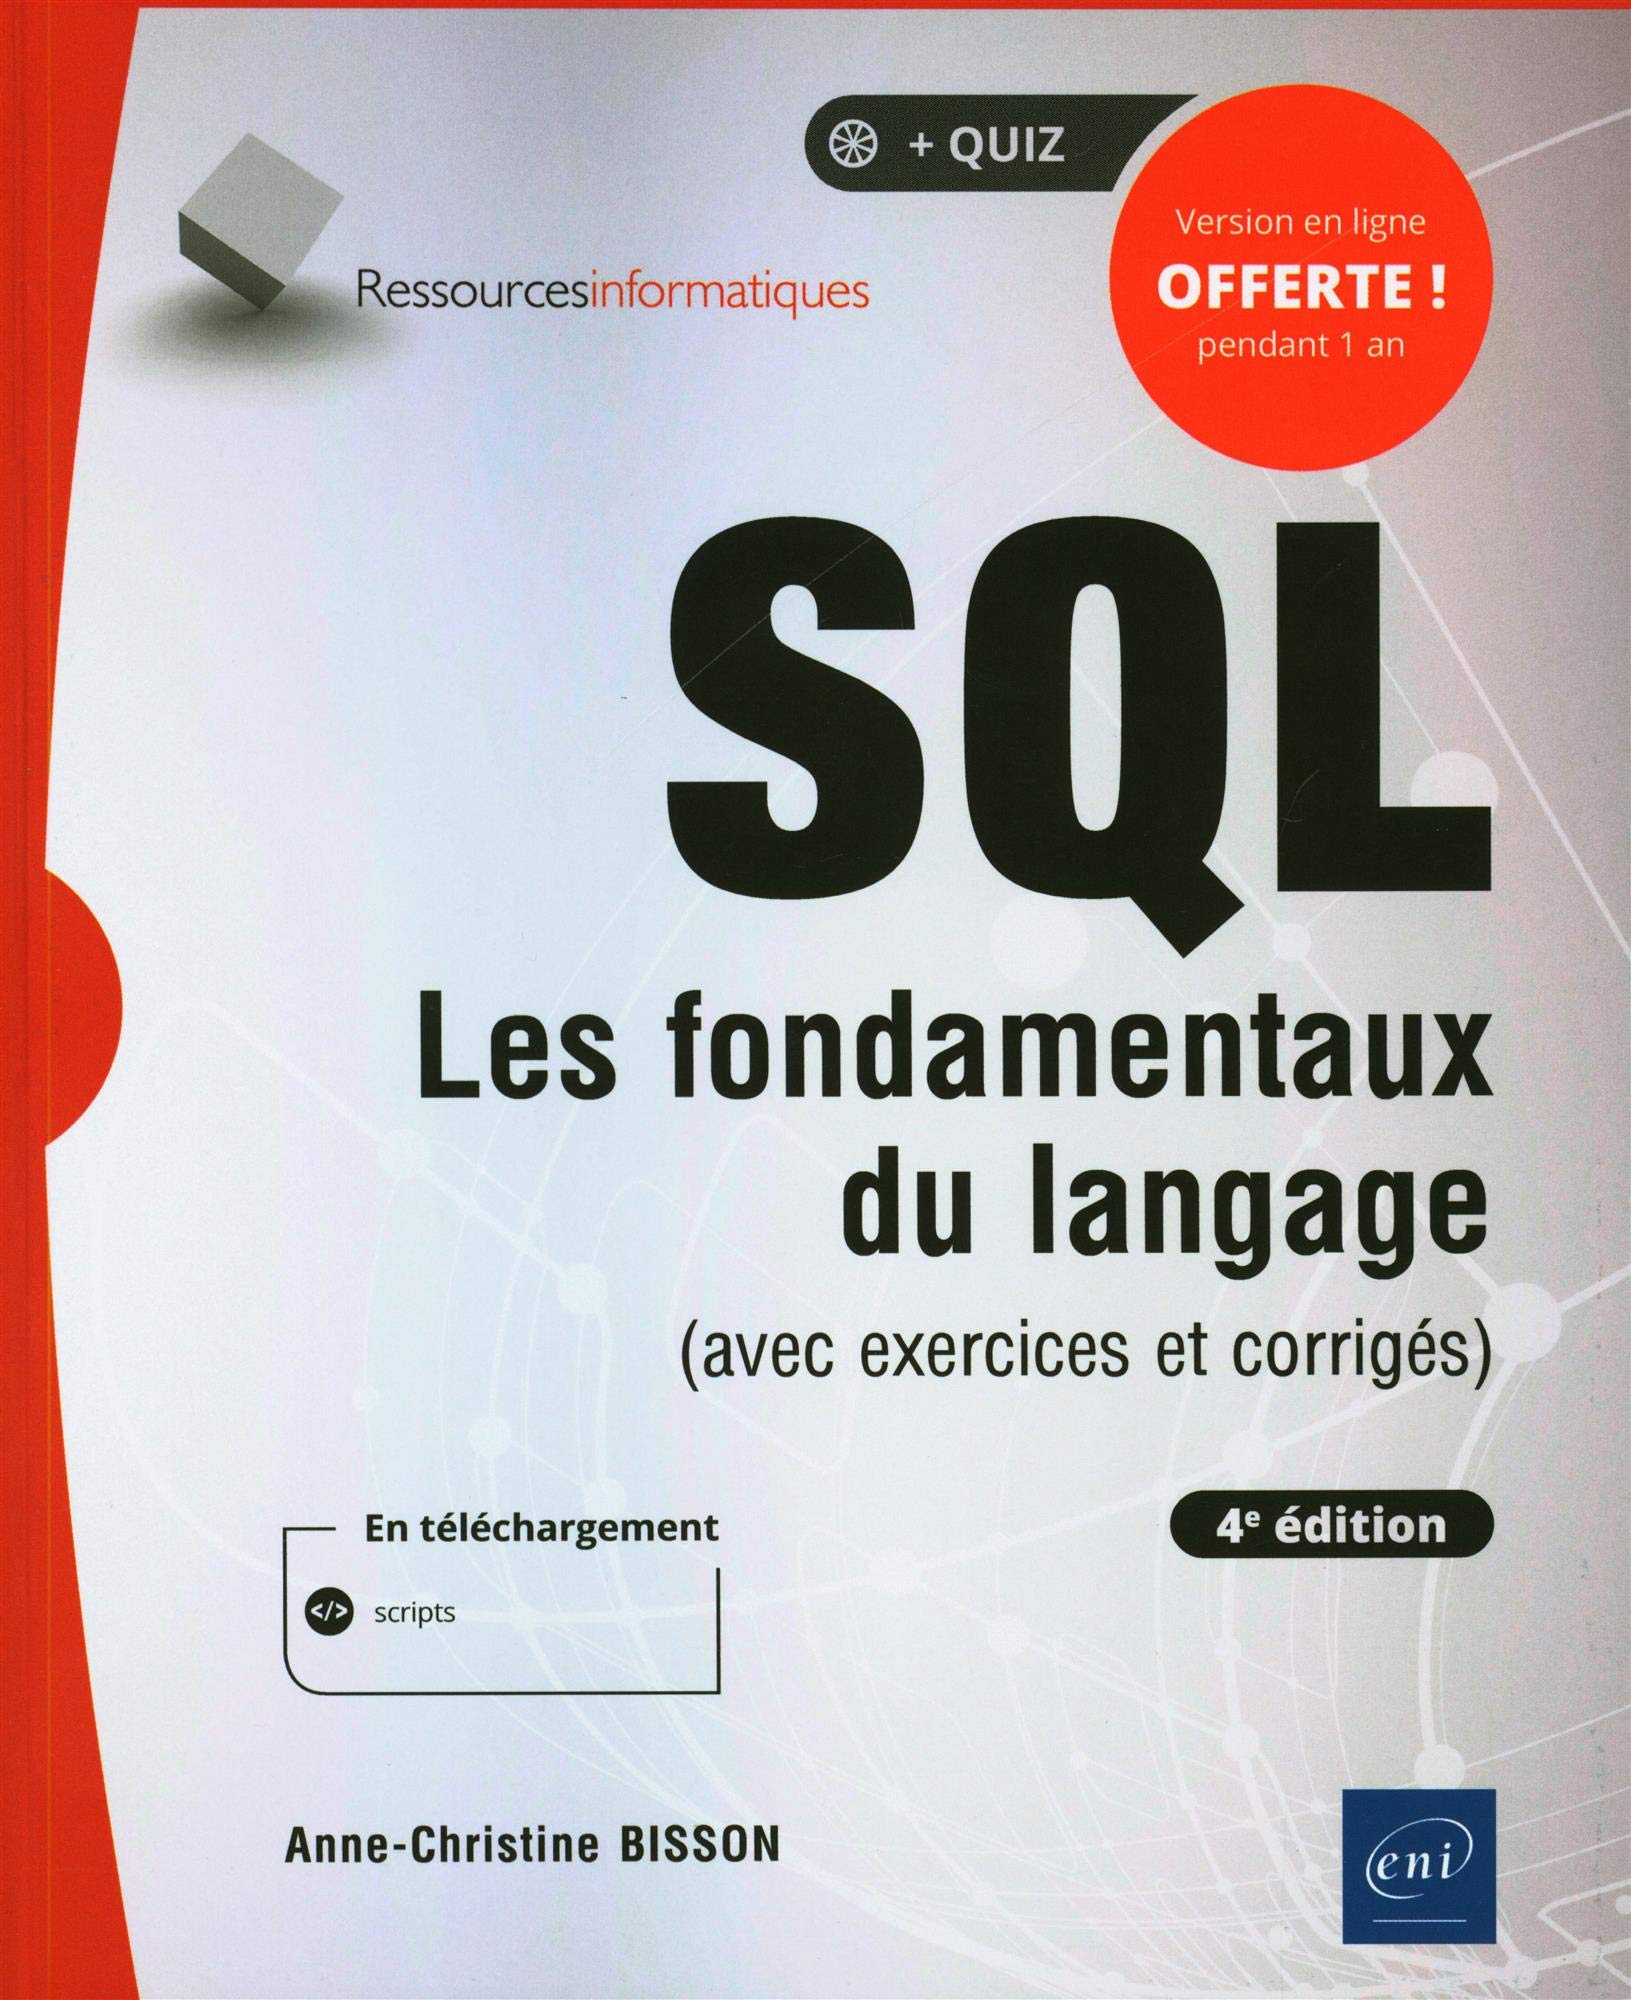 + QUIZ
Version en ligne
OFFERTE !
pendant 1 an
Ressourcesinformatiques
SQL
Les fondamentaux
du langage
(avec exercices et corrigés)
4e édition
En téléchargement
</> scripts
Anne-Christine BISSON
eni